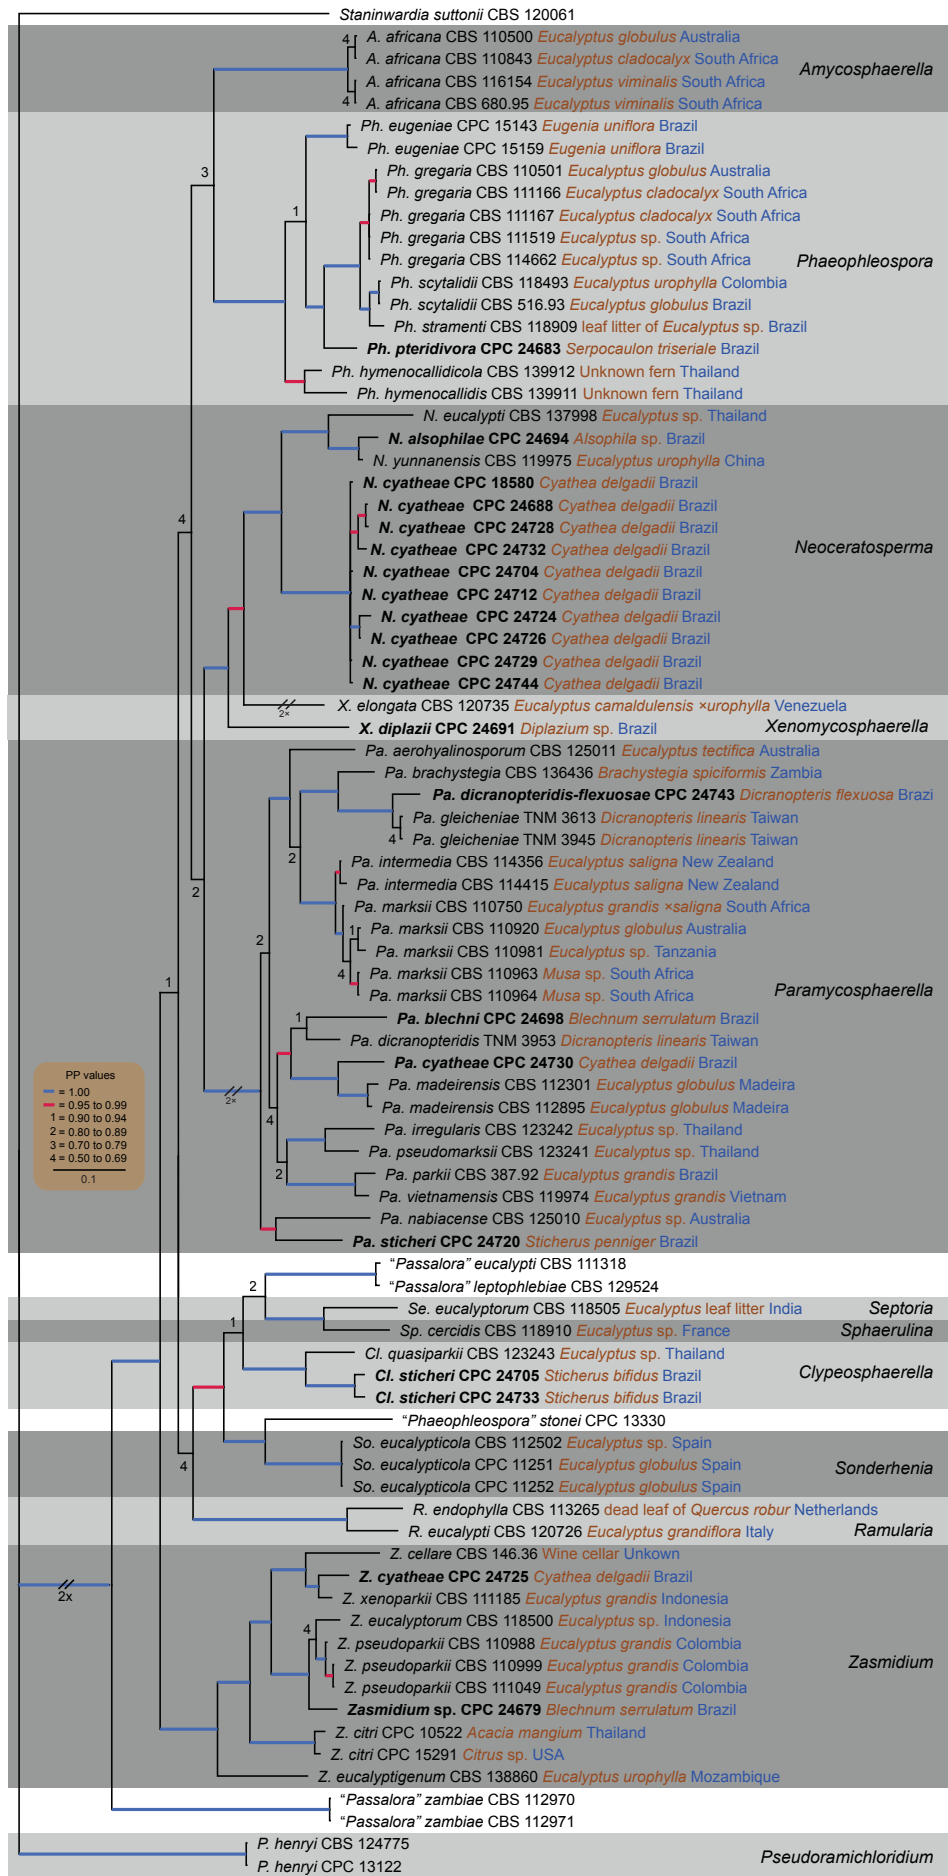 Staninwardia suttonii CBS 120061
4
A. africana CBS 110500 Eucalyptus globulus Australia
A. africana CBS 110843 Eucalyptus cladocalyx South Africa
Amycosphaerella
A. africana CBS 116154 Eucalyptus viminalis South Africa
4
A. africana CBS 680.95 Eucalyptus viminalis South Africa
Ph. eugeniae CPC 15143 Eugenia uniflora Brazil
Ph. eugeniae CPC 15159 Eugenia uniflora Brazil
3
Ph. gregaria CBS 110501 Eucalyptus globulus Australia
Ph. gregaria CBS 111166 Eucalyptus cladocalyx South Africa
1
Ph. gregaria CBS 111167 Eucalyptus cladocalyx South Africa
Ph. gregaria CBS 111519 Eucalyptus sp. South Africa
Ph. gregaria CBS 114662 Eucalyptus sp. South Africa
Phaeophleospora
Ph. scytalidii CBS 118493 Eucalyptus urophylla Colombia
Ph. scytalidii CBS 516.93 Eucalyptus globulus Brazil
Ph. stramenti CBS 118909 leaf litter of Eucalyptus sp. Brazil
Ph. pteridivora CPC 24683 Serpocaulon triseriale Brazil
Ph. hymenocallidicola CBS 139912 Unknown fern Thailand
Ph. hymenocallidis CBS 139911 Unknown fern Thailand
N. eucalypti CBS 137998 Eucalyptus sp. Thailand
N. alsophilae CPC 24694 Alsophila sp. Brazil
N. yunnanensis CBS 119975 Eucalyptus urophylla China
N. cyatheae CPC 18580 Cyathea delgadii Brazil
N. cyatheae CPC 24688 Cyathea delgadii Brazil
4
N. cyatheae CPC 24728 Cyathea delgadii Brazil
N. cyatheae CPC 24732 Cyathea delgadii Brazil
Neoceratosperma
N. cyatheae CPC 24704 Cyathea delgadii Brazil
N. cyatheae CPC 24712 Cyathea delgadii Brazil
N. cyatheae CPC 24724 Cyathea delgadii Brazil
N. cyatheae CPC 24726 Cyathea delgadii Brazil
N. cyatheae CPC 24729 Cyathea delgadii Brazil
N. cyatheae CPC 24744 Cyathea delgadii Brazil
2×
X. elongata CBS 120735 Eucalyptus camaldulensis ×urophylla Venezuela
X. diplazii CPC 24691 Diplazium sp. Brazil
Xenomycosphaerella
Pa. aerohyalinosporum CBS 125011 Eucalyptus tectifica Australia
Pa. brachystegia CBS 136436 Brachystegia spiciformis Zambia
Pa. dicranopteridis-flexuosae CPC 24743 Dicranopteris flexuosa Brazi
Pa. gleicheniae TNM 3613 Dicranopteris linearis Taiwan
4
Pa. gleicheniae TNM 3945 Dicranopteris linearis Taiwan
2
Pa. intermedia CBS 114356 Eucalyptus saligna New Zealand
Pa. intermedia CBS 114415 Eucalyptus saligna New Zealand
2
Pa. marksii CBS 110750 Eucalyptus grandis ×saligna South Africa
1
Pa. marksii CBS 110920 Eucalyptus globulus Australia
2
Pa. marksii CBS 110981 Eucalyptus sp. Tanzania
4
Pa. marksii CBS 110963 Musa sp. South Africa
1
Pa. marksii CBS 110964 Musa sp. South Africa
Paramycosphaerella
1
Pa. blechni CPC 24698 Blechnum serrulatum Brazil
Pa. dicranopteridis TNM 3953 Dicranopteris linearis Taiwan
Pa. cyatheae CPC 24730 Cyathea delgadii Brazil
Pa. madeirensis CBS 112301 Eucalyptus globulus Madeira
2×
Pa. madeirensis CBS 112895 Eucalyptus globulus Madeira
4
Pa. irregularis CBS 123242 Eucalyptus sp. Thailand
Pa. pseudomarksii CBS 123241 Eucalyptus sp. Thailand
2
Pa. parkii CBS 387.92 Eucalyptus grandis Brazil
Pa. vietnamensis CBS 119974 Eucalyptus grandis Vietnam
Pa. nabiacense CBS 125010 Eucalyptus sp. Australia
Pa. sticheri CPC 24720 Sticherus penniger Brazil
PP values
= 1.00
= 0.95 to 0.99
1 = 0.90 to 0.94
2 = 0.80 to 0.89
3 = 0.70 to 0.79
4 = 0.50 to 0.69
0.1
“Passalora” eucalypti CBS 111318
2
“Passalora” leptophlebiae CBS 129524
Se. eucalyptorum CBS 118505 Eucalyptus leaf litter India
Septoria
1
Sp. cercidis CBS 118910 Eucalyptus sp. France
Sphaerulina
Cl. quasiparkii CBS 123243 Eucalyptus sp. Thailand
Cl. sticheri CPC 24705 Sticherus bifidus Brazil
Clypeosphaerella
Cl. sticheri CPC 24733 Sticherus bifidus Brazil
“Phaeophleospora” stonei CPC 13330
So. eucalypticola CBS 112502 Eucalyptus sp. Spain
4
So. eucalypticola CPC 11251 Eucalyptus globulus Spain
Sonderhenia
So. eucalypticola CPC 11252 Eucalyptus globulus Spain
R. endophylla CBS 113265 dead leaf of Quercus robur Netherlands
R. eucalypti CBS 120726 Eucalyptus grandiflora Italy
Ramularia
Z. cellare CBS 146.36 Wine cellar Unkown
Z. cyatheae CPC 24725 Cyathea delgadii Brazil
2x
Z. xenoparkii CBS 111185 Eucalyptus grandis Indonesia
Z. eucalyptorum CBS 118500 Eucalyptus sp. Indonesia
4
Z. pseudoparkii CBS 110988 Eucalyptus grandis Colombia
Z. pseudoparkii CBS 110999 Eucalyptus grandis Colombia
Zasmidium
Z. pseudoparkii CBS 111049 Eucalyptus grandis Colombia
Zasmidium sp. CPC 24679 Blechnum serrulatum Brazil
Z. citri CPC 10522 Acacia mangium Thailand
Z. citri CPC 15291 Citrus sp. USA
Z. eucalyptigenum CBS 138860 Eucalyptus urophylla Mozambique
“Passalora” zambiae CBS 112970
“Passalora” zambiae CBS 112971
P. henryi CBS 124775
Pseudoramichloridium
P. henryi CPC 13122